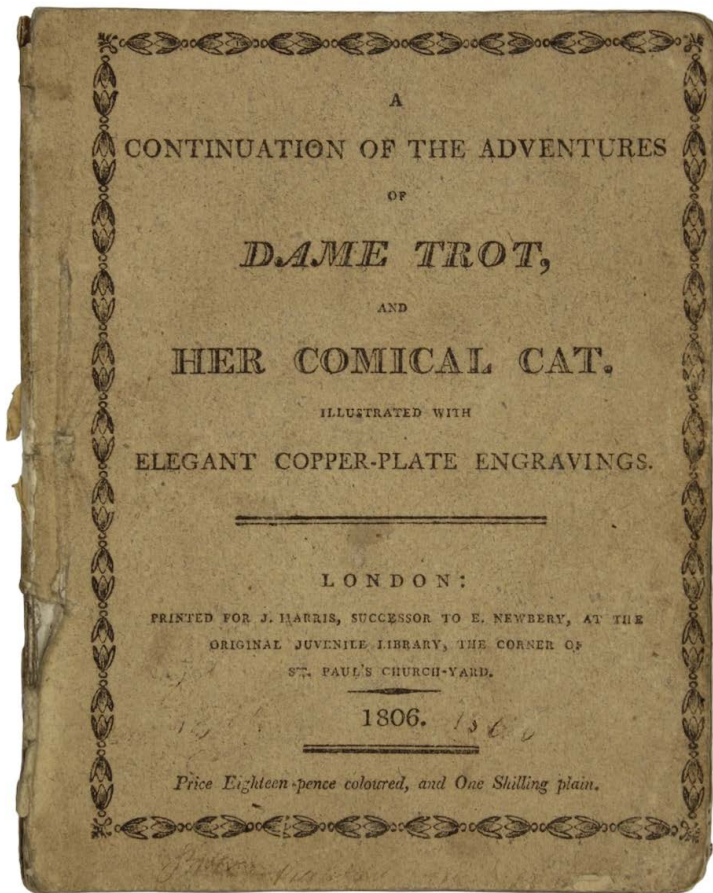 A
CONTINUATION OF THE ADVENTURES
OF
DAME TROT,
AND
HER COMICAL CAT.
ILLUSTRATED WITH
ELEGANT COPPER-PLATE ENGRAVINGS.
LONDON:
PRINTED FOR J. HARRIS, SUCCESSOR TO E. NEWBERY, AT THE
ORIGINAL JUVENILE LIBRARY, THE CORNER OF
ST. PAUL'S CHURCH-YARD.
1806.
Price Eighteen-pence coloured, and One Shilling plain.